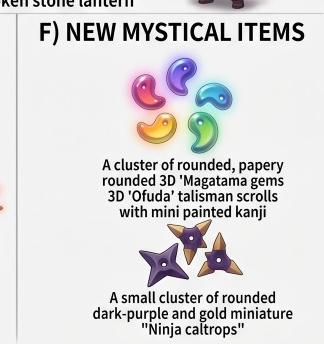 ken stone lantern
F) NEW MYSTICAL ITEMS
A cluster of rounded, papery
rounded 3D 'Magatama gems
3D 'Ofuda' talisman scrolls
with mini painted kanji
A small cluster of rounded
dark-purple and gold miniature
"Ninja caltrops"